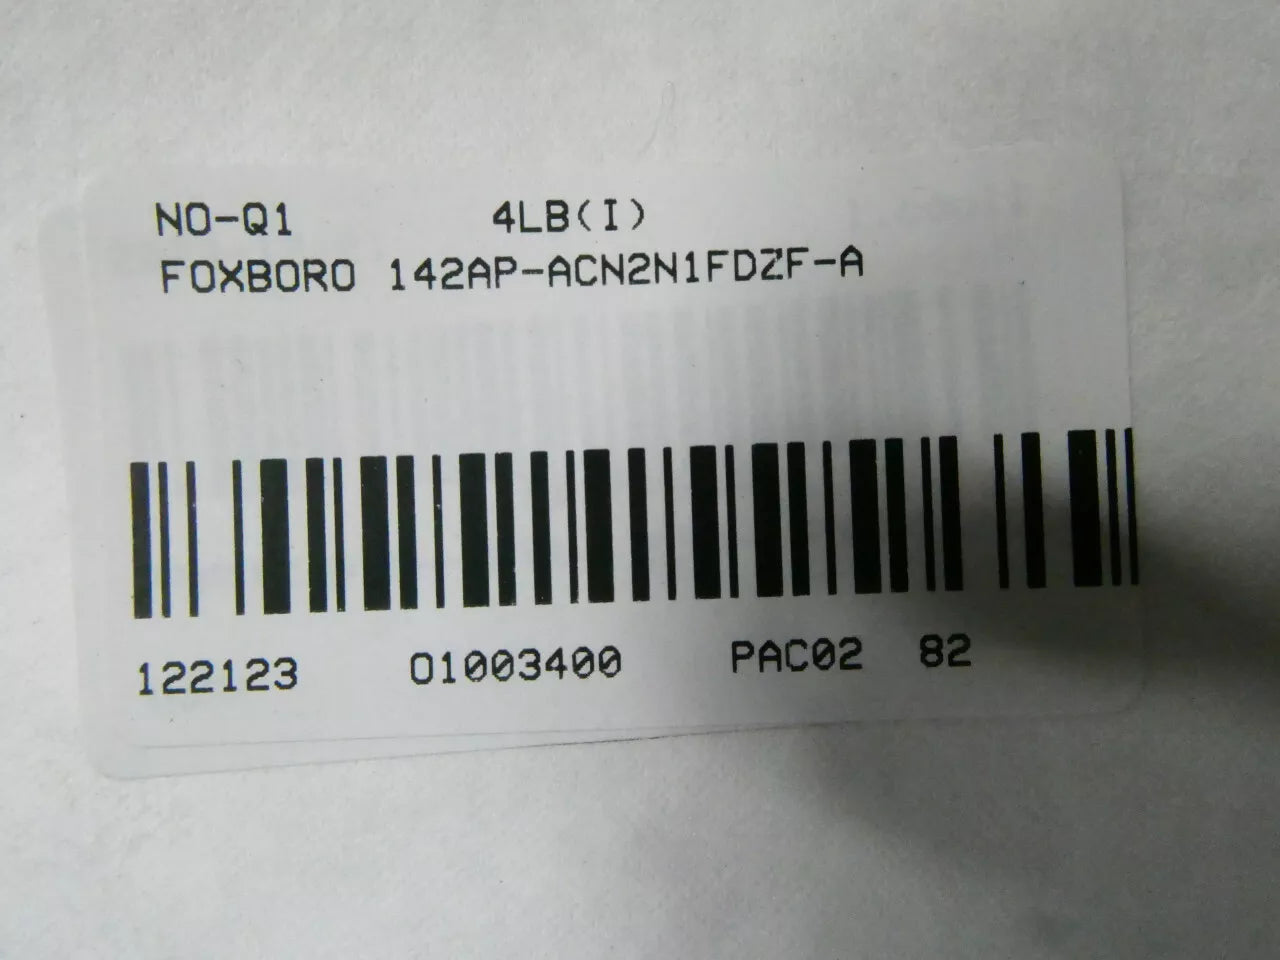 NO-Q1 4LB(I)
FOXBORO 142AP-ACN2N1FDZF-A
122123 01003400 PAC02 82